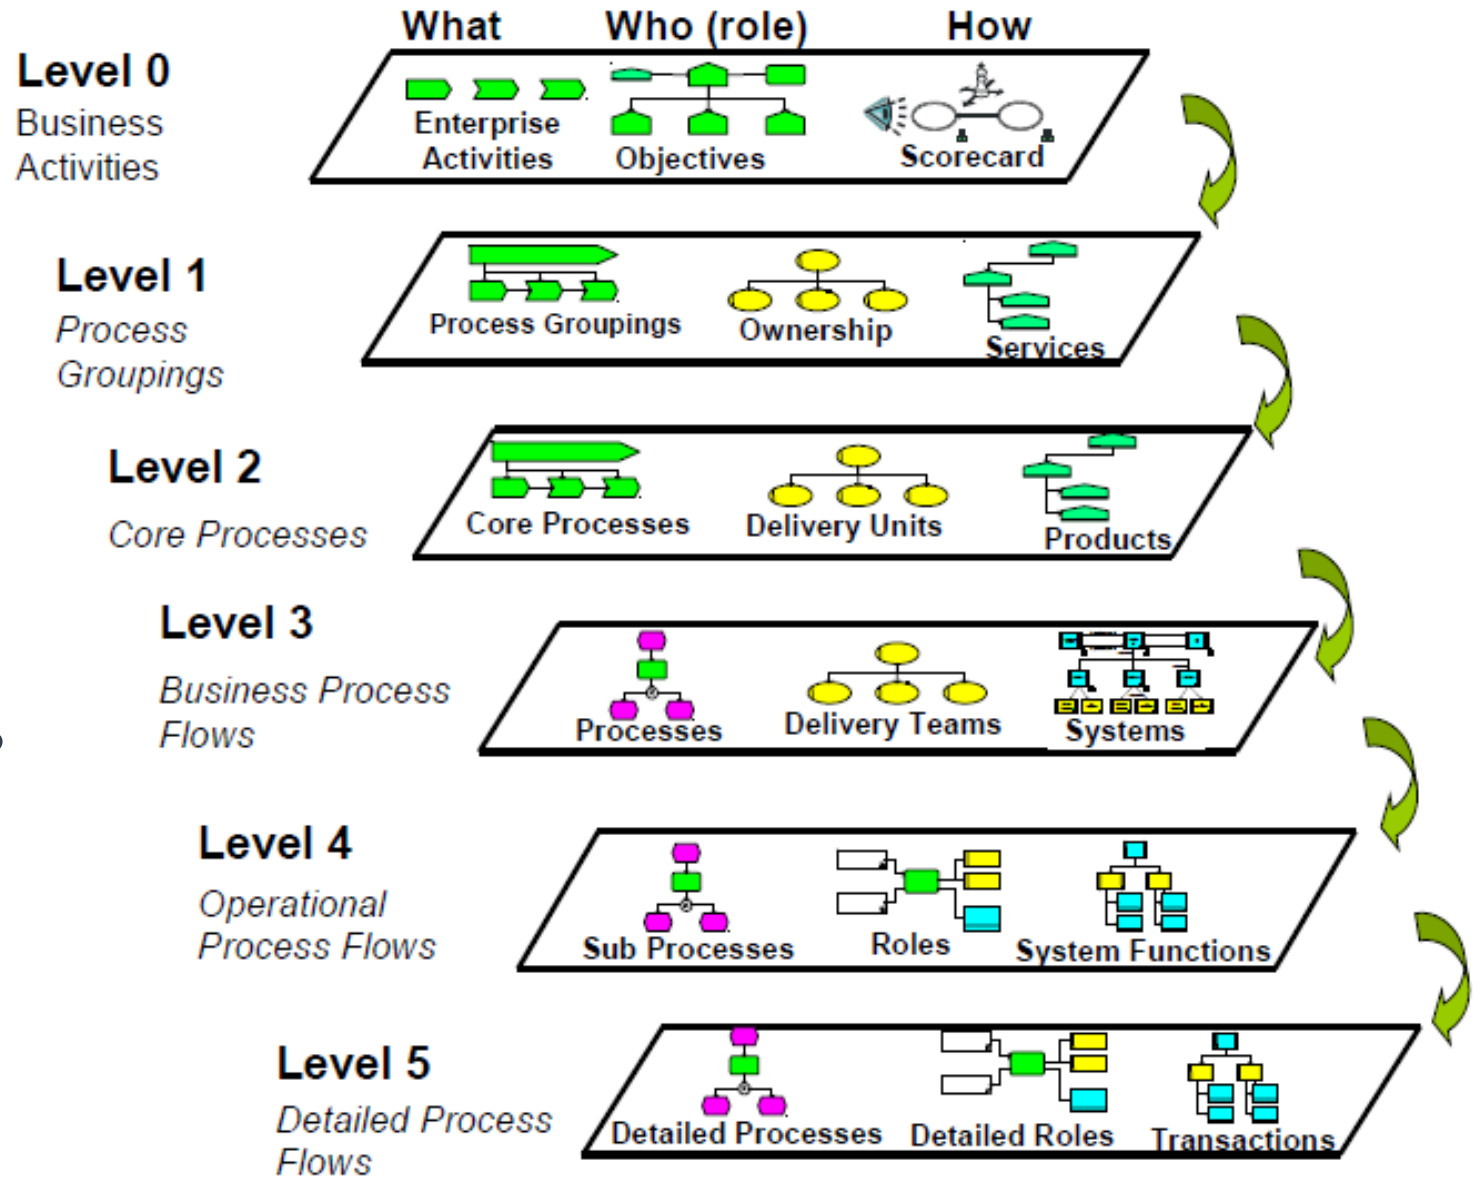 What Who (role) How
Level 0
Business
Activities
Enterprise
Activities
Objectives
Scorecard
Level 1
Process
Groupings
Process Groupings
Ownership
Services
Level 2
Core Processes
Core Processes
Delivery Units
Products
Level 3
Business Process
Flows
Processes
Delivery Teams
Systems
Level 4
Operational
Process Flows
Sub Processes
Roles
System Functions
Level 5
Detailed Process
Flows
Detailed Processes
Detailed Roles
Transactions